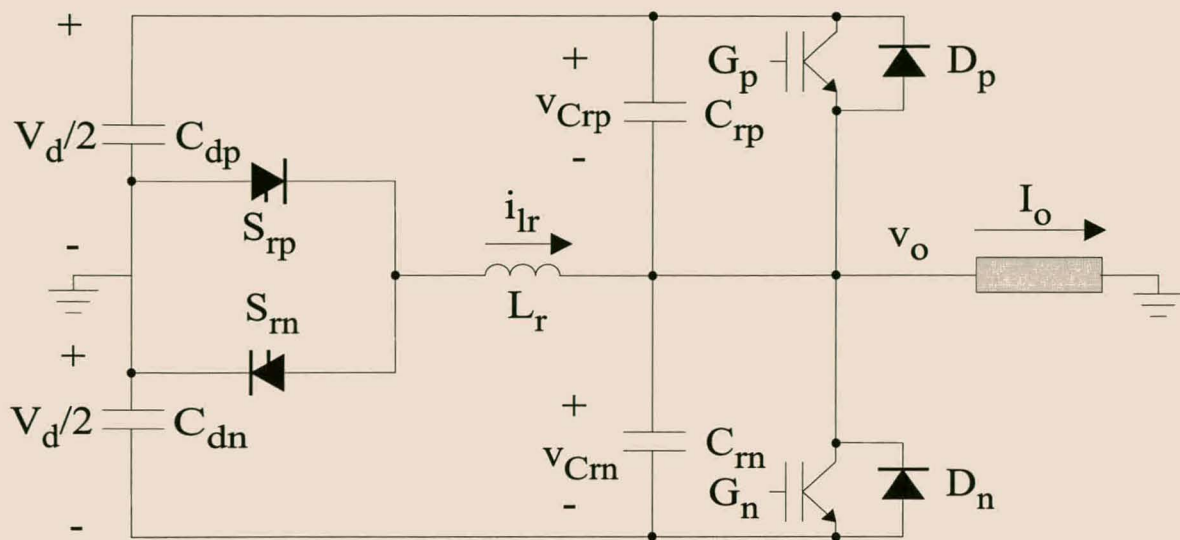 +
V_d/2
C_dp
-
S_rp
S_rn
+
V_d/2
C_dn
-
i_lr
L_r
+
v_Crp
-
C_rp
G_p
D_p
v_o
I_o
+
v_Crn
-
C_rn
G_n
D_n